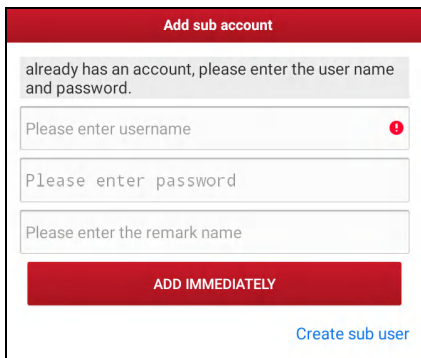 Add sub account
already has an account, please enter the user name
and password.
Please enter username
Please enter password
Please enter the remark name
ADD IMMEDIATELY
Create sub user